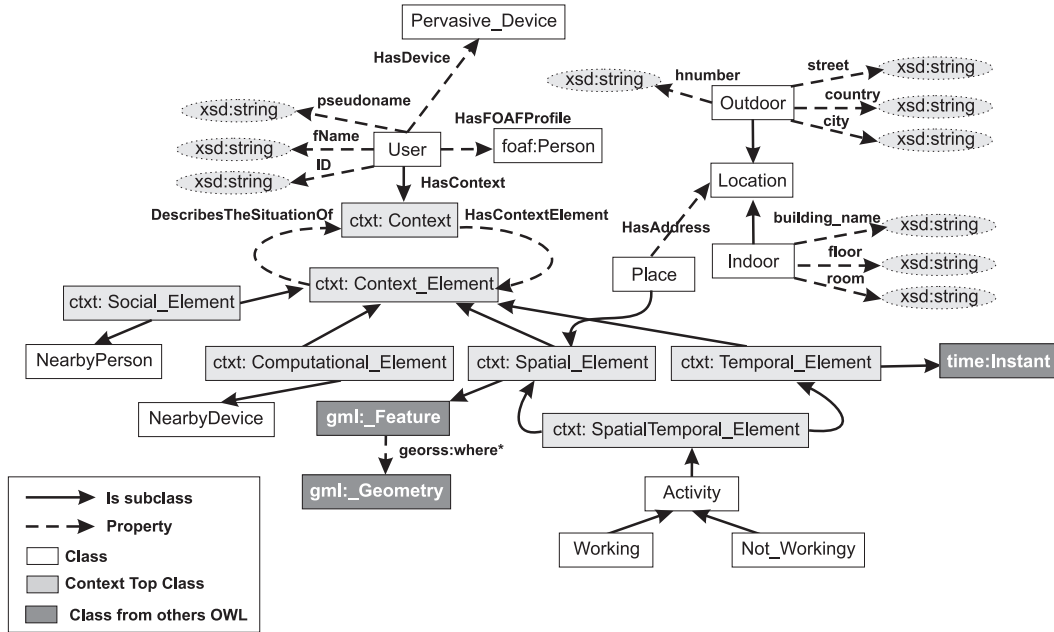 Pervasive_Device
HasDevice
xsd:string
pseudoname
xsd:string
fName
xsd:string
ID
User
HasFOAFProfile
foaf:Person
HasContext
xsd:string
hnumber
Outdoor
street
xsd:string
country
xsd:string
city
xsd:string
Location
HasAddress
Place
Indoor
building_name
xsd:string
floor
xsd:string
room
xsd:string
DescribesTheSituationOf
ctxt: Context
HasContextElement
ctxt: Context_Element
ctxt: Social_Element
NearbyPerson
ctxt: Computational_Element
NearbyDevice
ctxt: Spatial_Element
ctxt: Temporal_Element
time:Instant
gml:_Feature
georss:where*
gml:_Geometry
ctxt: SpatialTemporal_Element
Activity
Working
Not_Workingy
Is subclass
Property
Class
Context Top Class
Class from others OWL